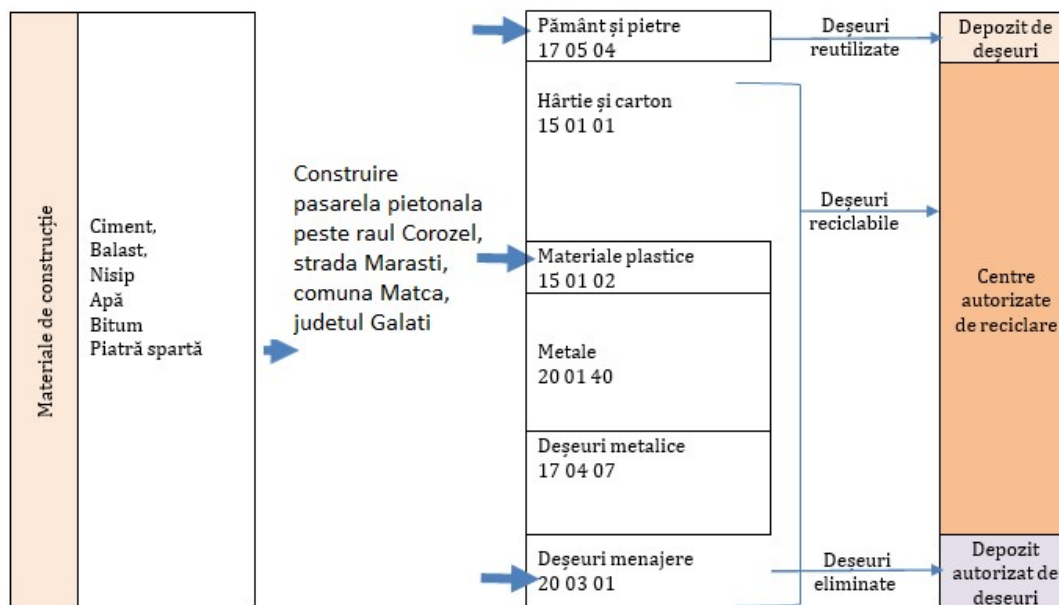 Materiale de construcție
Ciment,
Balast,
Nisip
Apă
Bitum
Piatră spartă
Construire
pasarela pietonala
peste raul Corozel,
strada Marasti,
comuna Matca,
judetul Galati
Pământ și pietre
17 05 04
Hârtie și carton
15 01 01
Materiale plastice
15 01 02
Metale
20 01 40
Deșeuri metalice
17 04 07
Deșeuri menajere
20 03 01
Deșeuri
reutilizate
Deșeuri
reciclabile
Deșeuri
eliminate
Depozit de
deșeuri
Centre
autorizate
de reciclare
Depozit
autorizat de
deșeuri